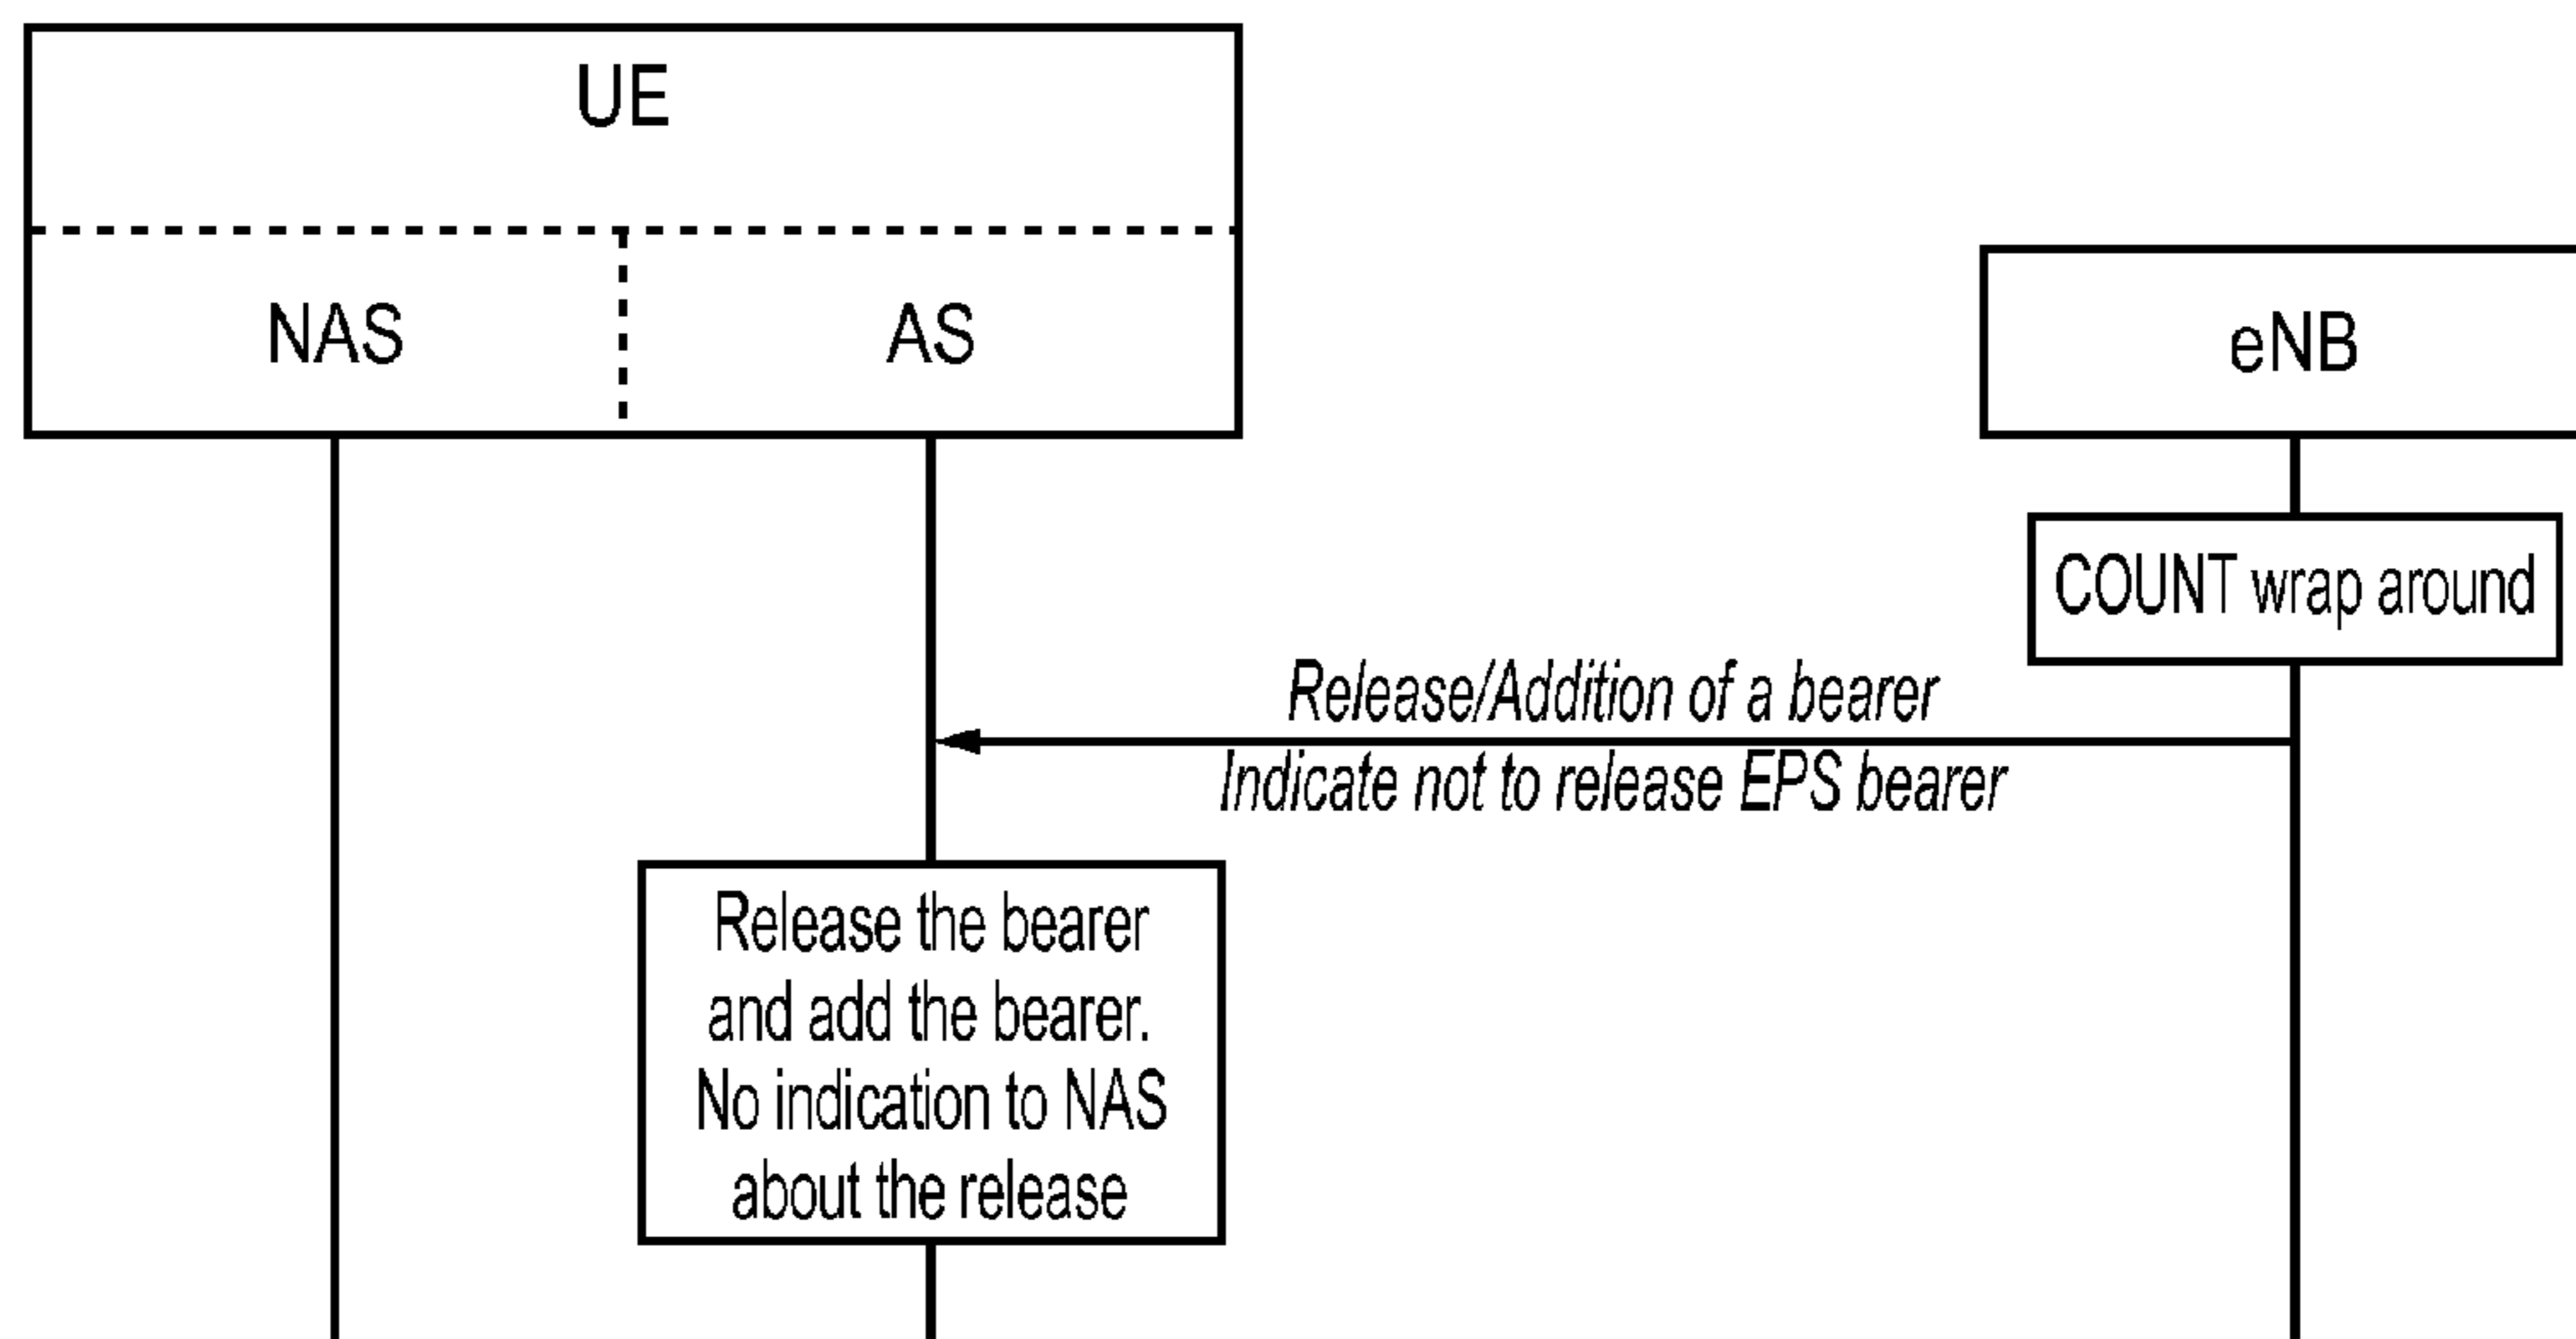 UE
NAS
AS
eNB
COUNT wrap around
Release/Addition of a bearer
Indicate not to release EPS bearer
Release the bearer
and add the bearer.
No indication to NAS
about the release